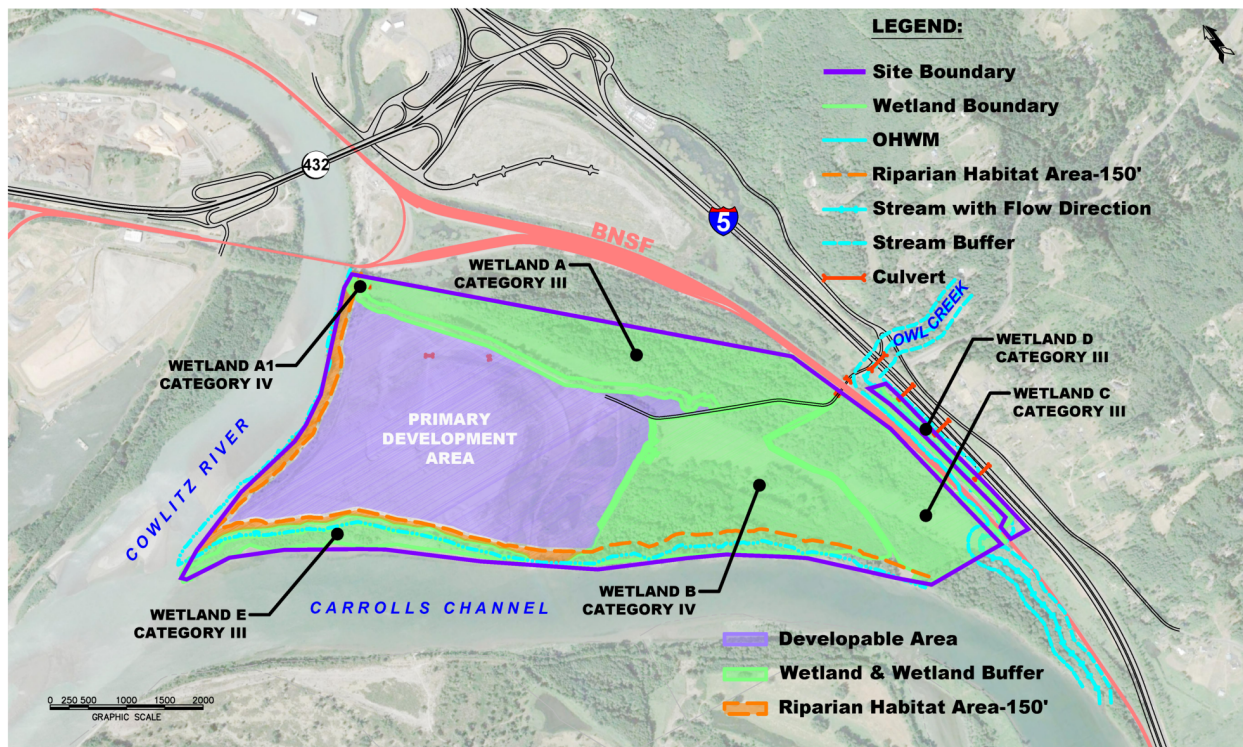 LEGEND:
Site Boundary
Wetland Boundary
OHWM
Riparian Habitat Area-150'
Stream with Flow Direction
Stream Buffer
Culvert
432
5
BNSF
WETLAND A
CATEGORY III
OWL CREEK
WETLAND D
CATEGORY III
WETLAND A1
CATEGORY IV
WETLAND C
CATEGORY III
PRIMARY
DEVELOPMENT
AREA
COWLITZ RIVER
WETLAND B
CATEGORY IV
WETLAND E
CATEGORY III
CARROLLS CHANNEL
Developable Area
Wetland & Wetland Buffer
Riparian Habitat Area-150'
0 250 500 1000 1500 2000
GRAPHIC SCALE